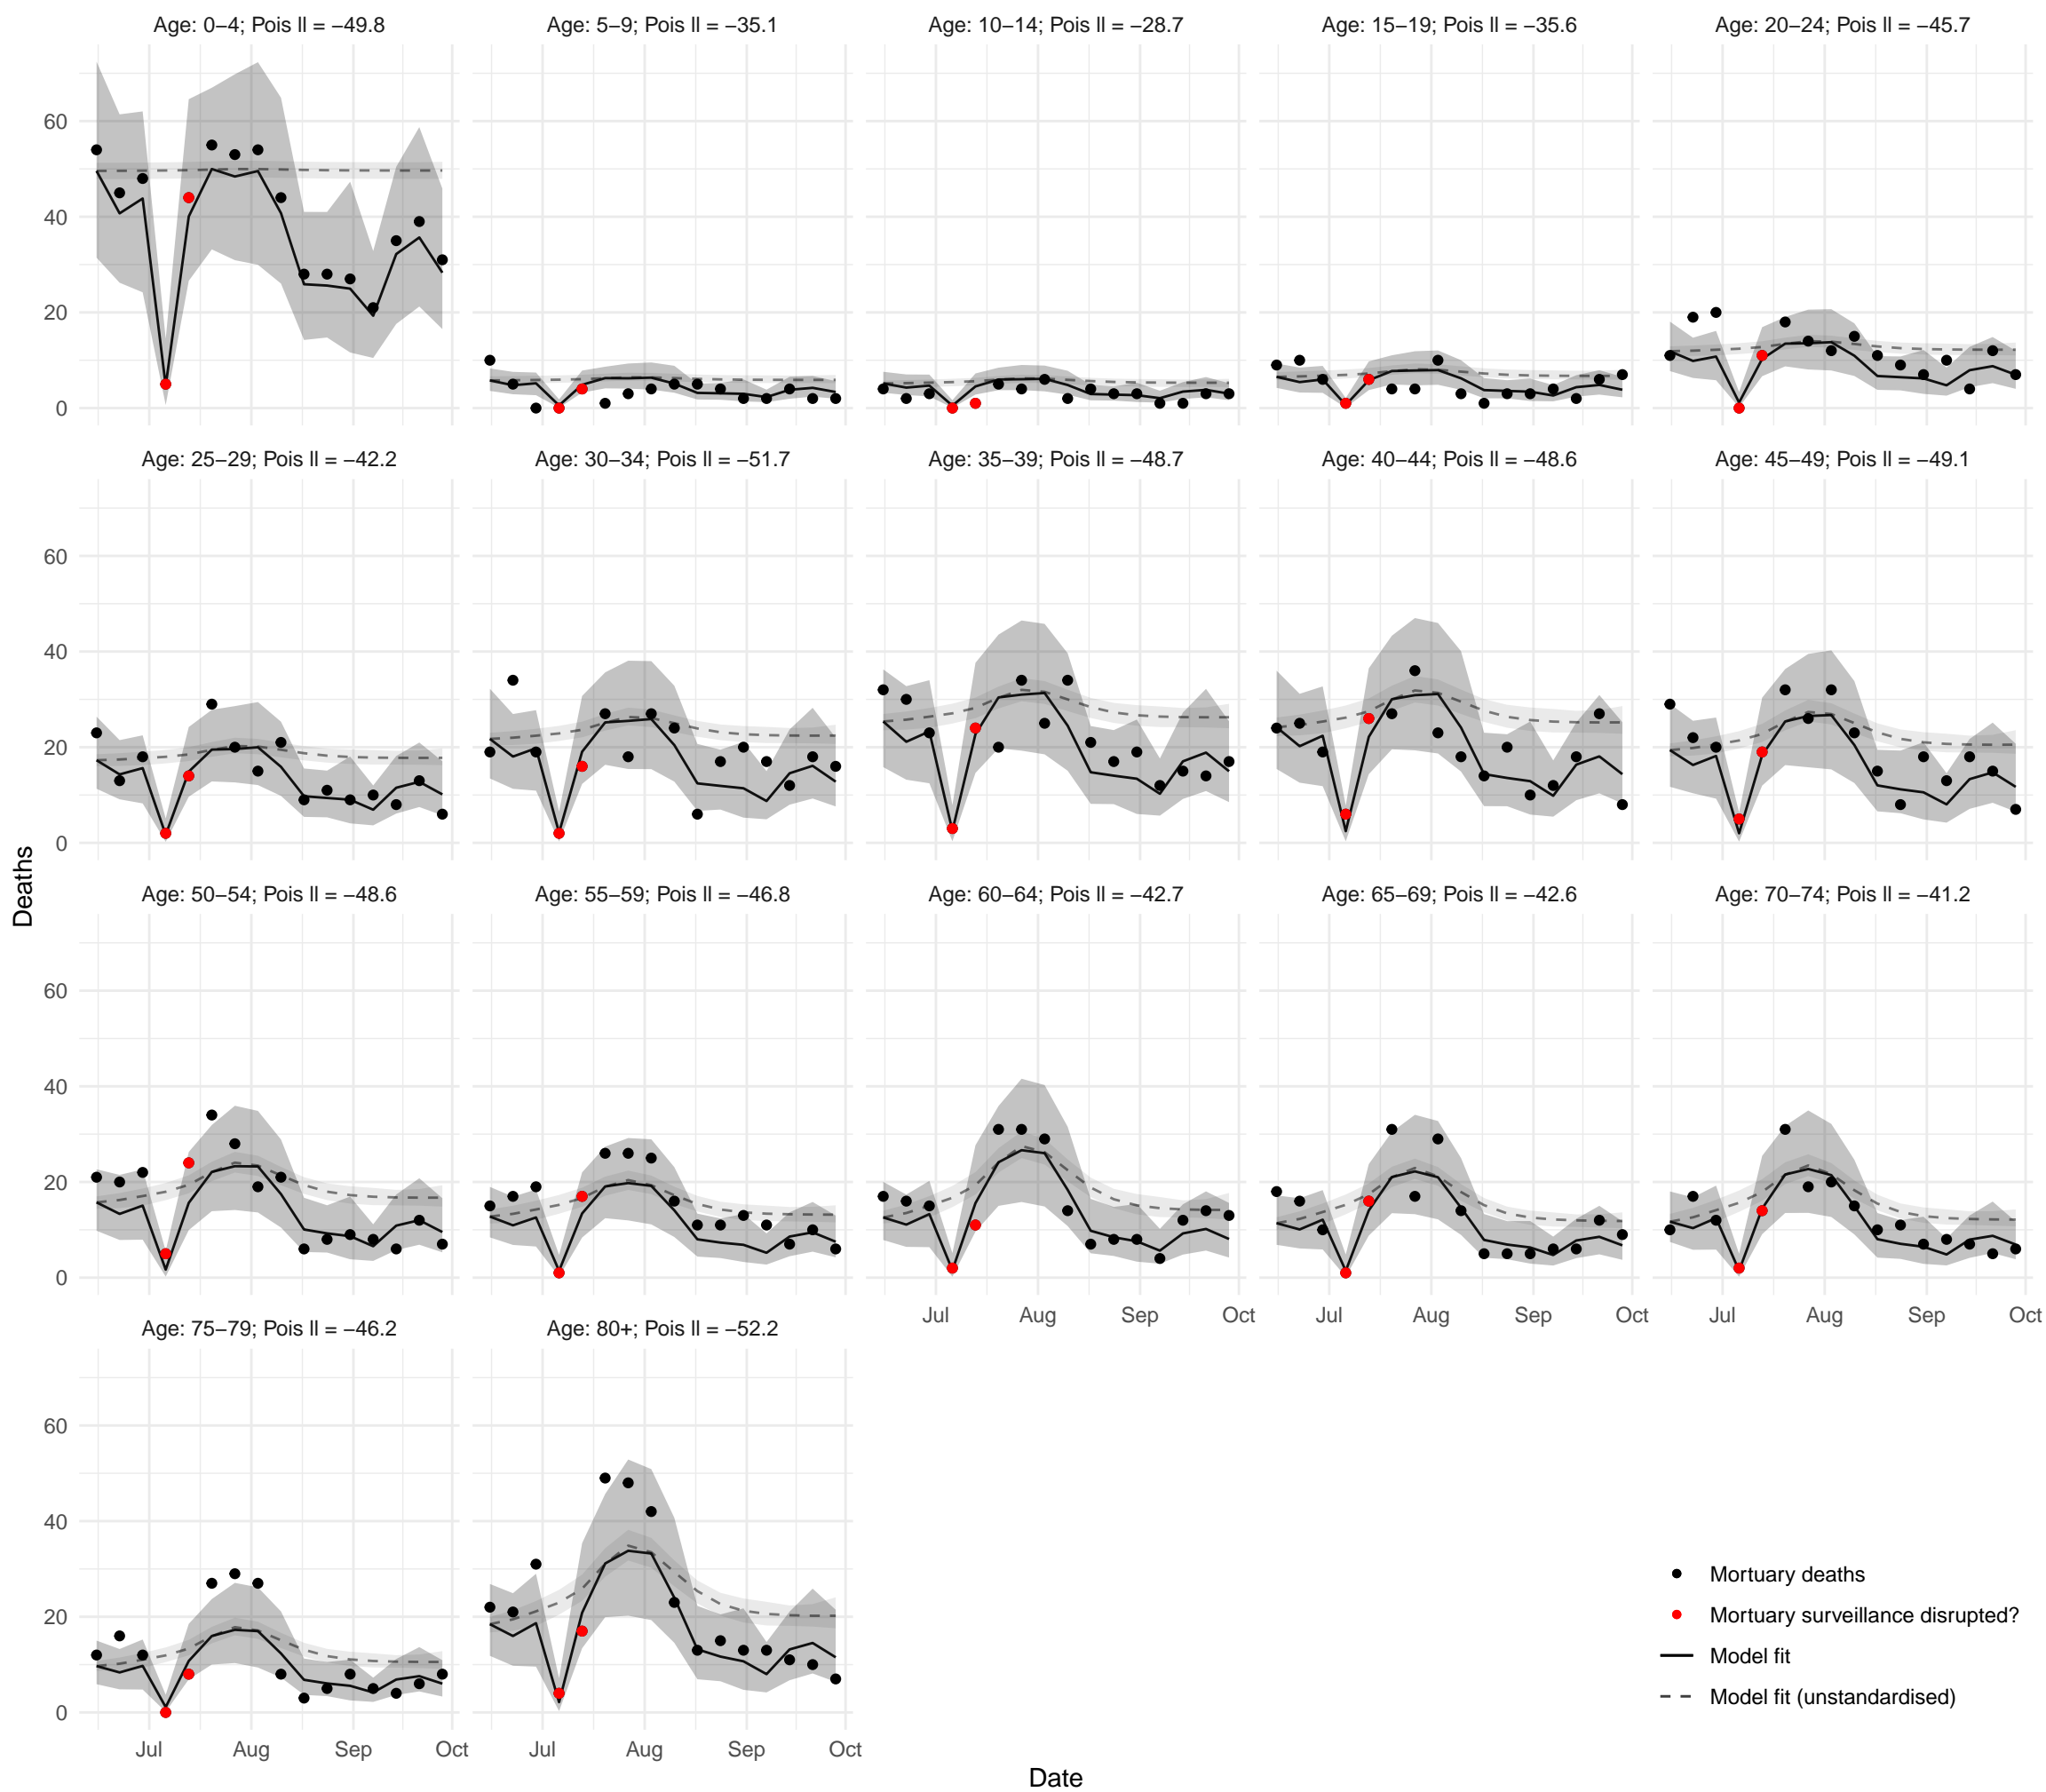 Age: 0−4; Pois ll = −49.8
Age: 5−9; Pois ll = −35.1
Age: 10−14; Pois ll = −28.7
Age: 15−19; Pois ll = −35.6
Age: 20−24; Pois ll = −45.7
60
40
20
0
Age: 25−29; Pois ll = −42.2
Age: 30−34; Pois ll = −51.7
Age: 35−39; Pois ll = −48.7
Age: 40−44; Pois ll = −48.6
Age: 45−49; Pois ll = −49.1
60
40
20
0
Deaths
Age: 50−54; Pois ll = −48.6
Age: 55−59; Pois ll = −46.8
Age: 60−64; Pois ll = −42.7
Age: 65−69; Pois ll = −42.6
Age: 70−74; Pois ll = −41.2
60
40
20
0
Jul Aug Sep Oct
Jul Aug Sep Oct
Jul Aug Sep Oct
Age: 75−79; Pois ll = −46.2
Age: 80+; Pois ll = −52.2
60
40
20
0
Jul Aug Sep Oct
Jul Aug Sep Oct
Mortuary deaths
Mortuary surveillance disrupted?
Model fit
Model fit (unstandardised)
Date